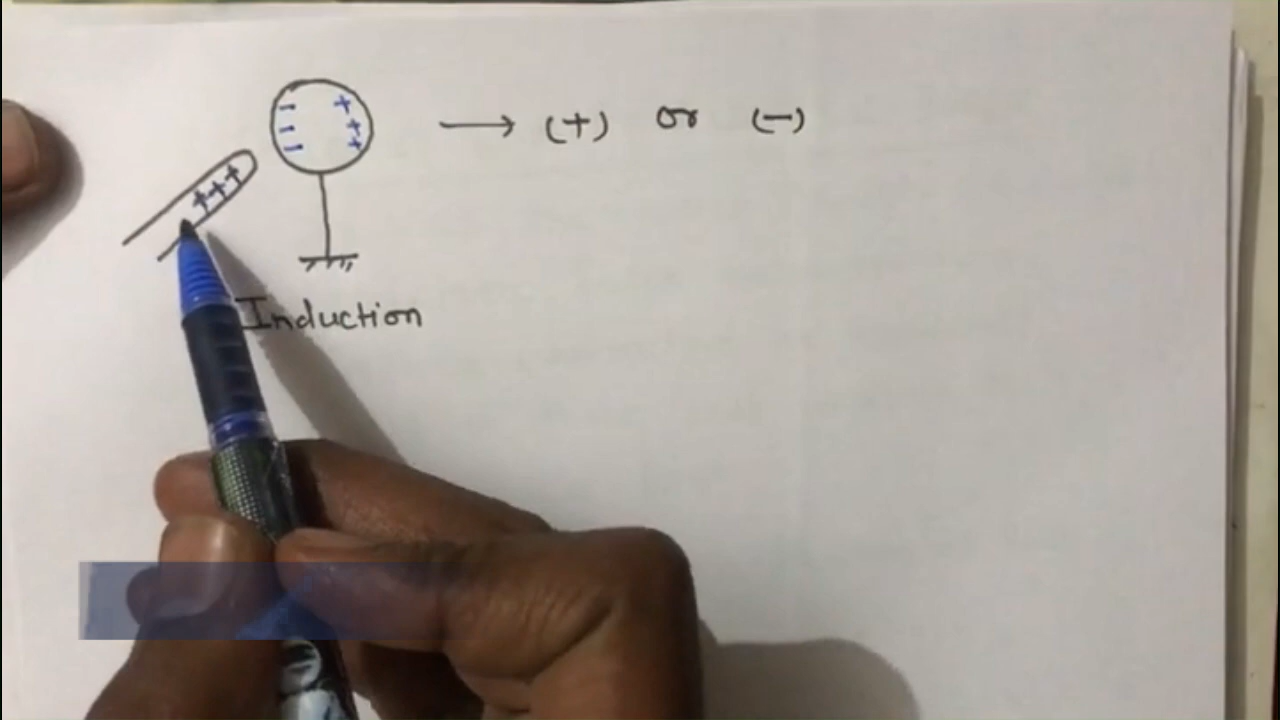 - + → (+) or (-)
- +
- +
+++
Induction